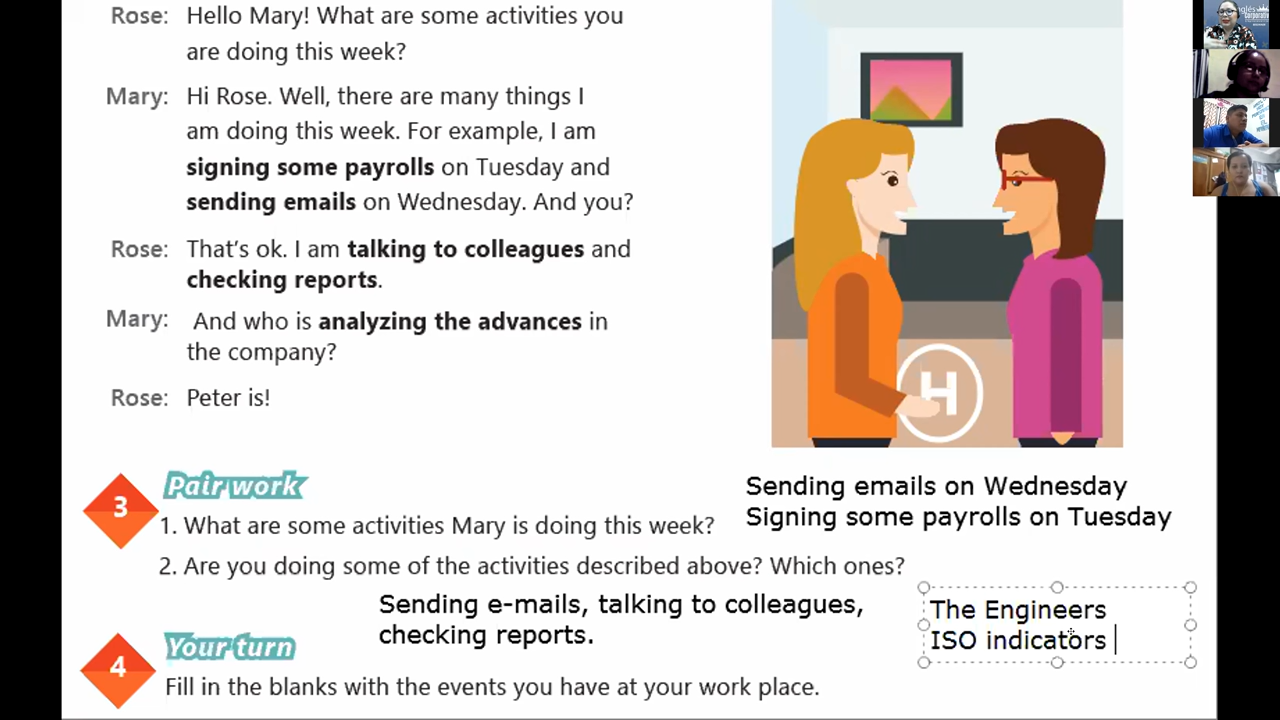 Rose: Hello Mary! What are some activities you
are doing this week?
Mary: Hi Rose. Well, there are many things I
am doing this week. For example, I am
signing some payrolls on Tuesday and
sending emails on Wednesday. And you?
Rose: That's ok. I am talking to colleagues and
checking reports.
Mary: And who is analyzing the advances in
the company?
Rose: Peter is!
H
3 Pair work
1. What are some activities Mary is doing this week?
Sending emails on Wednesday
Signing some payrolls on Tuesday
2. Are you doing some of the activities described above? Which ones?
Sending e-mails, talking to colleagues,
checking reports.
The Engineers
ISO indicators
4 Your turn
Fill in the blanks with the events you have at your work place.